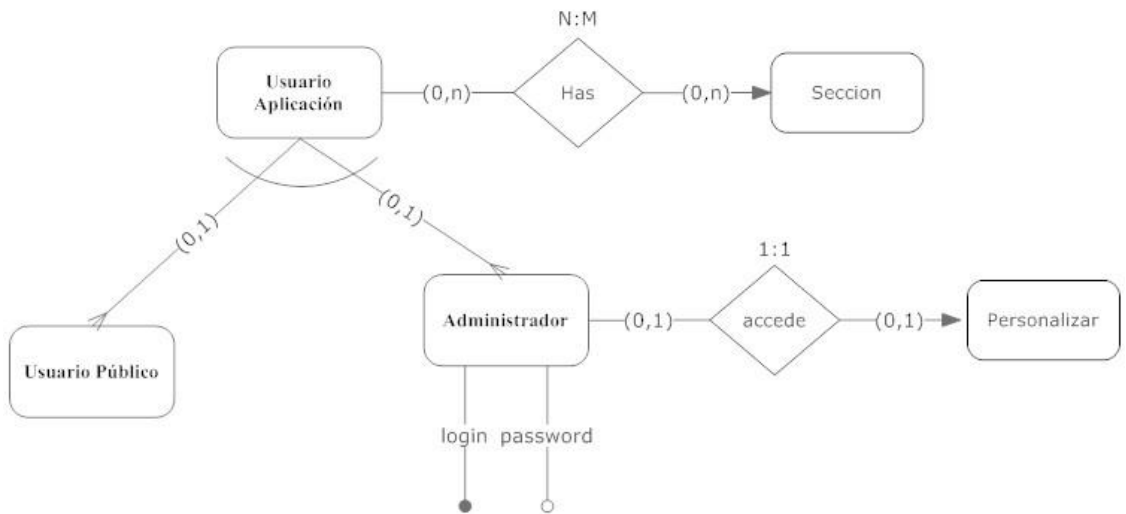 N:M
Usuario
Aplicación
(0,n)
Has
(0,n)
Seccion
(0,1)
(0,1)
1:1
Administrador
(0,1)
accede
(0,1)
Personalizar
Usuario Público
login password